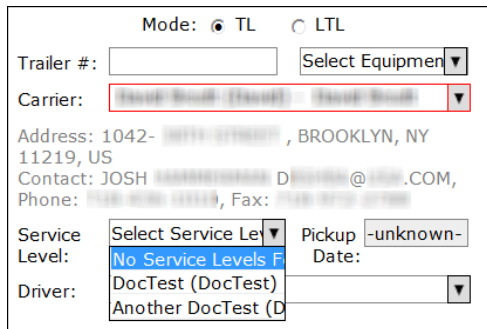 Mode: TL LTL
Trailer #: Select Equipmen
Carrier:
Address: 1042- , BROOKLYN, NY
11219, US
Contact: JOSH D @ .COM,
Phone: , Fax:
Service Level: Select Service Lev Pickup Date: -unknown-
No Service Levels F
DocTest (DocTest)
Driver: Another DocTest (D